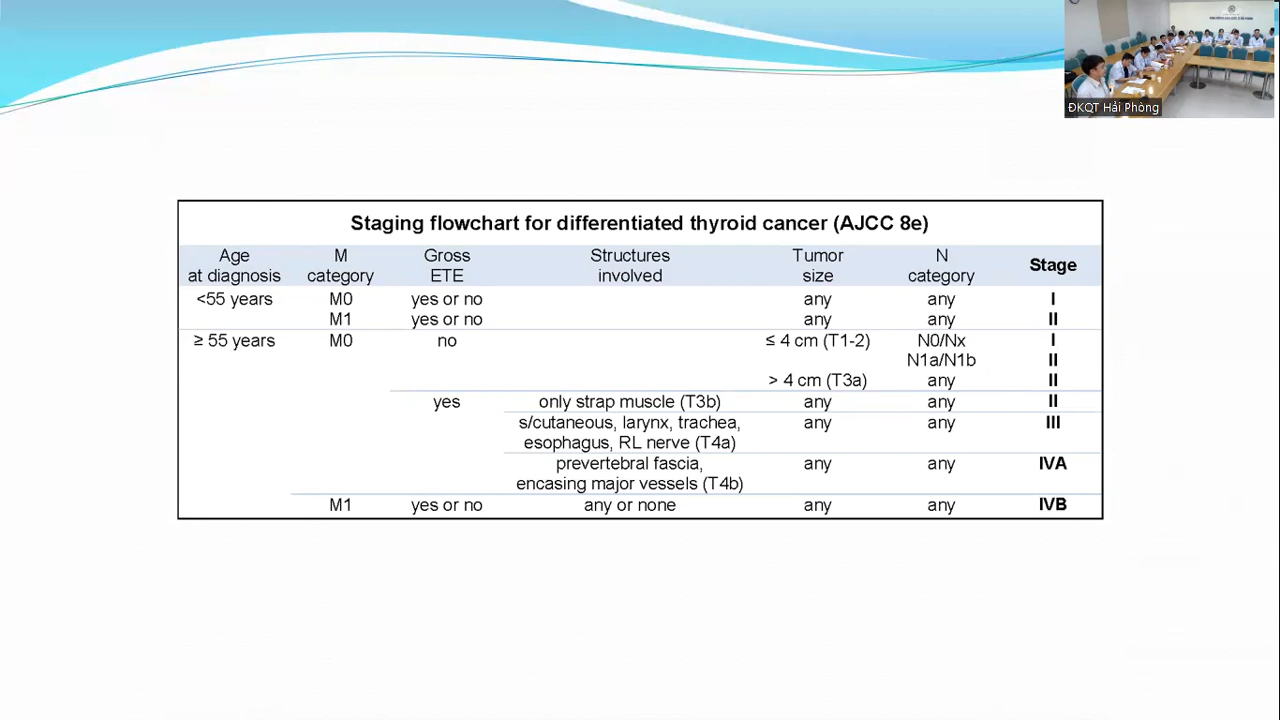 ĐKQT Hải Phòng
Staging flowchart for differentiated thyroid cancer (AJCC 8e)
Age at diagnosis M category Gross ETE Structures involved Tumor size N category Stage
<55 years M0 yes or no any any I
M1 yes or no any any II
≥ 55 years M0 no ≤ 4 cm (T1-2) N0/Nx I
N1a/N1b II
> 4 cm (T3a) any II
yes only strap muscle (T3b) any any II
s/cutaneous, larynx, trachea, any any III
esophagus, RL nerve (T4a)
prevertebral fascia, any any IVA
encasing major vessels (T4b)
M1 yes or no any or none any any IVB